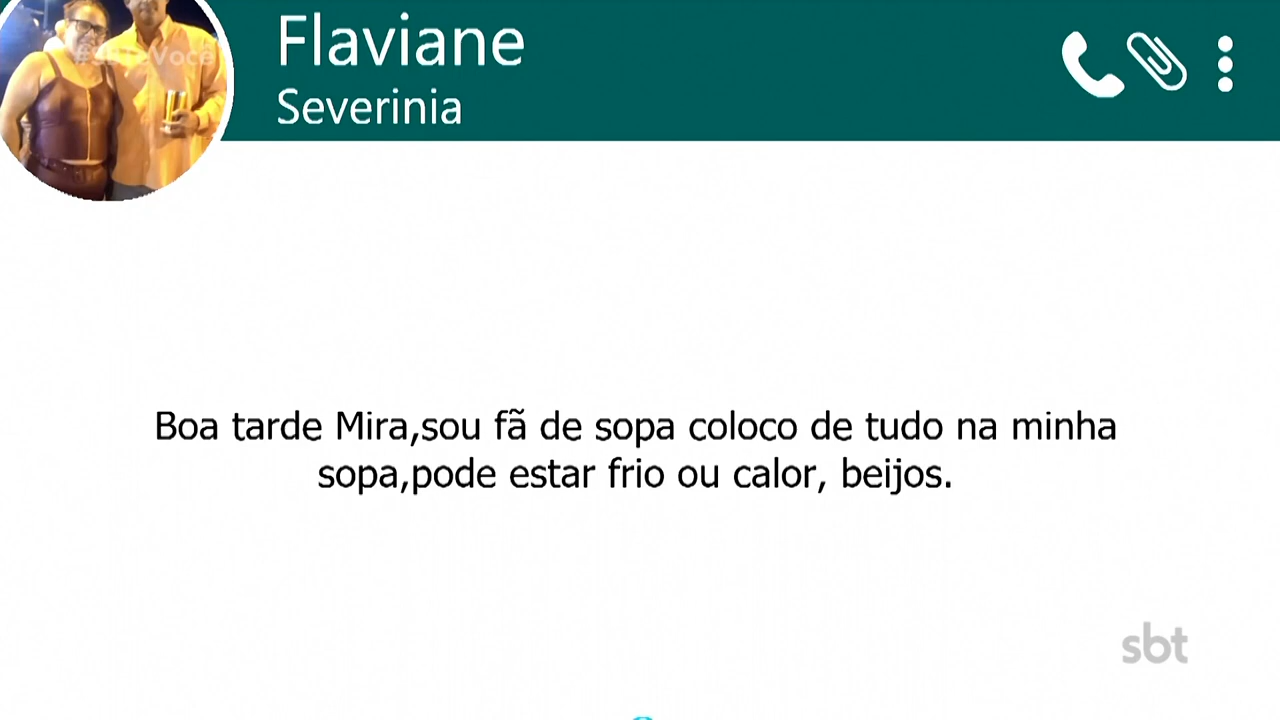 #SBTeVocê
Flaviane
Severinia
Boa tarde Mira,sou fã de sopa coloco de tudo na minha
sopa,pode estar frio ou calor, beijos.
sbt